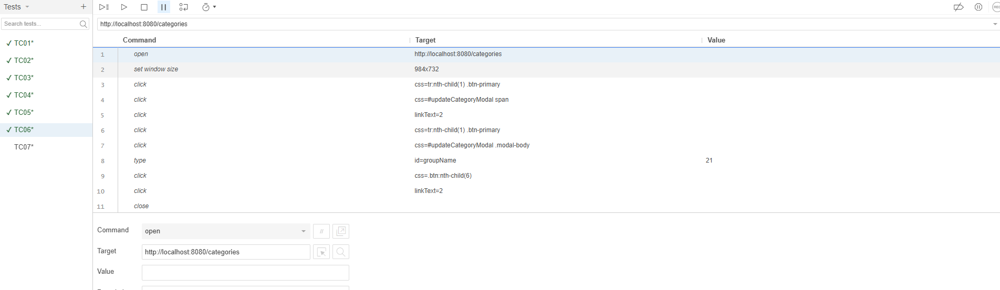 Tests
Search tests...
✓ TC01*
✓ TC02*
✓ TC03*
✓ TC04*
✓ TC05*
✓ TC06*
TC07*
REC
http://localhost:8080/categories
Command Target Value
1 open http://localhost:8080/categories
2 set window size 984x732
3 click css=tr:nth-child(1) .btn-primary
4 click css=#updateCategoryModal span
5 click linkText=2
6 click css=tr:nth-child(1) .btn-primary
7 click css=#updateCategoryModal .modal-body
8 type id=groupName 21
9 click css=.btn:nth-child(6)
10 click linkText=2
11 close
Command open //
Target http://localhost:8080/categories
Value